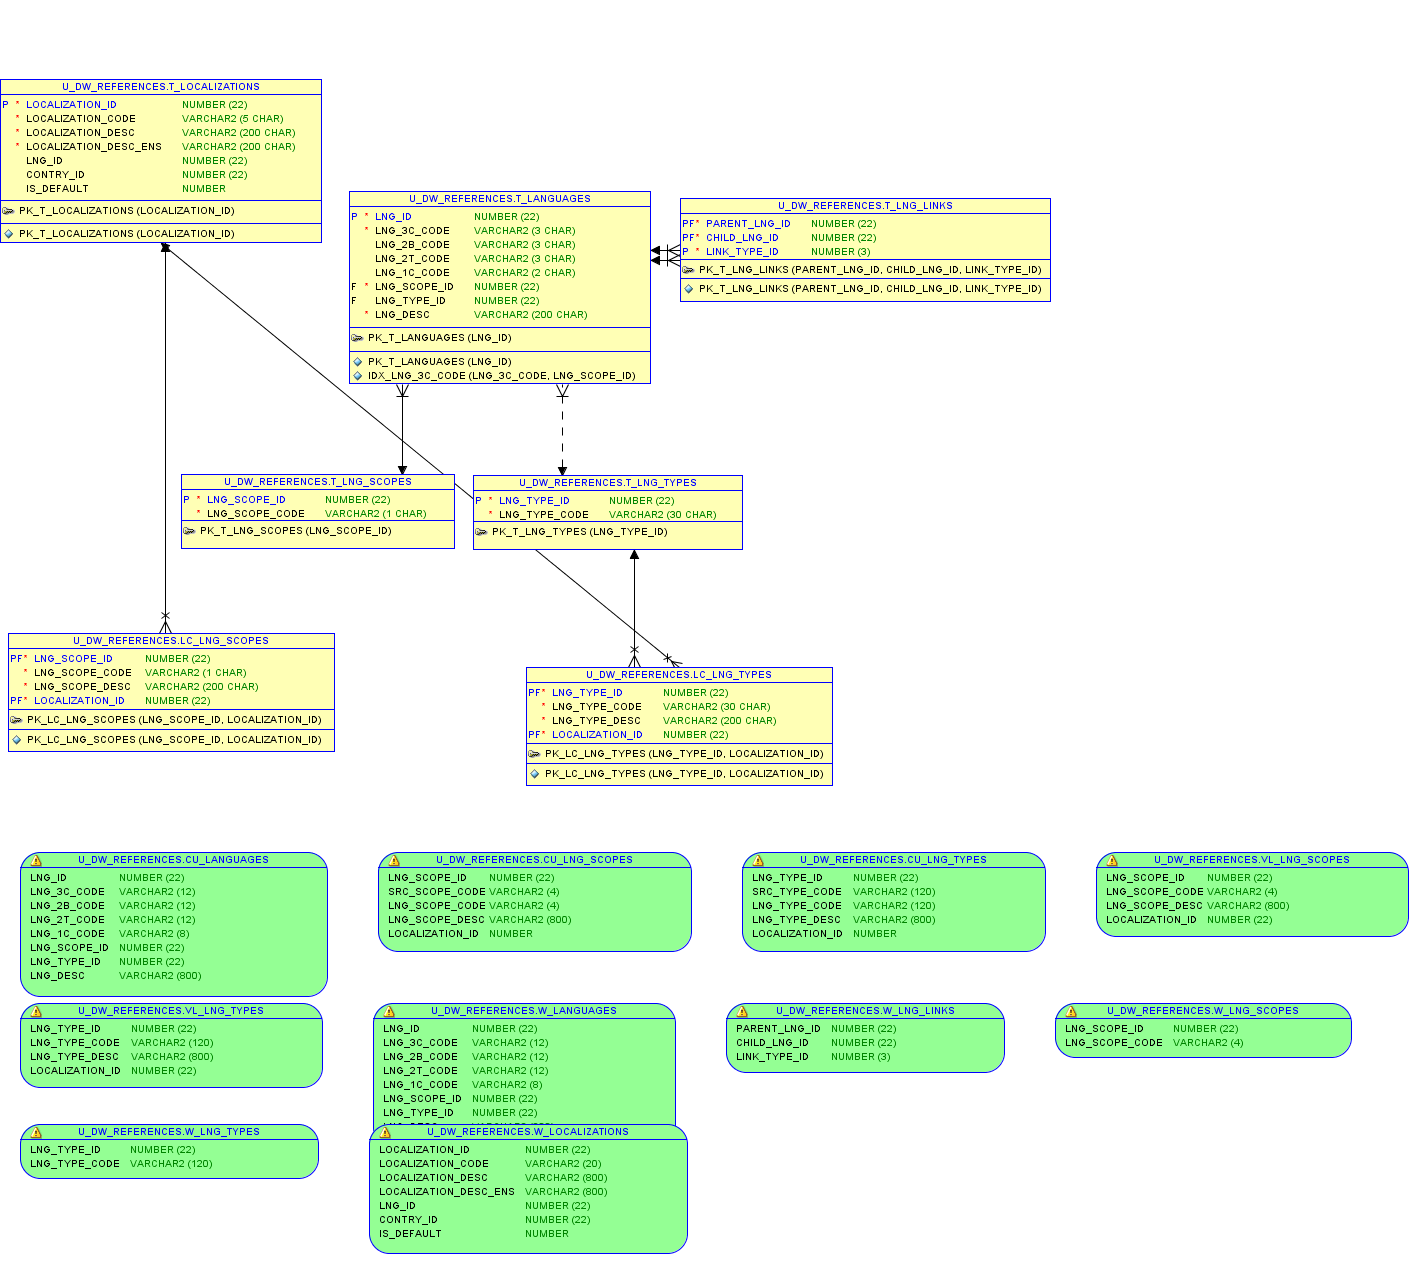 U_DW_REFERENCES.T_LOCALIZATIONS
P * LOCALIZATION_ID NUMBER (22)
* LOCALIZATION_CODE VARCHAR2 (5 CHAR)
* LOCALIZATION_DESC VARCHAR2 (200 CHAR)
* LOCALIZATION_DESC_ENS VARCHAR2 (200 CHAR)
LNG_ID NUMBER (22)
CONTRY_ID NUMBER (22)
IS_DEFAULT NUMBER
PK_T_LOCALIZATIONS (LOCALIZATION_ID)
PK_T_LOCALIZATIONS (LOCALIZATION_ID)
U_DW_REFERENCES.T_LANGUAGES
P * LNG_ID NUMBER (22)
* LNG_3C_CODE VARCHAR2 (3 CHAR)
LNG_2B_CODE VARCHAR2 (3 CHAR)
LNG_2T_CODE VARCHAR2 (3 CHAR)
LNG_1C_CODE VARCHAR2 (2 CHAR)
F * LNG_SCOPE_ID NUMBER (22)
F LNG_TYPE_ID NUMBER (22)
* LNG_DESC VARCHAR2 (200 CHAR)
PK_T_LANGUAGES (LNG_ID)
PK_T_LANGUAGES (LNG_ID)
IDX_LNG_3C_CODE (LNG_3C_CODE, LNG_SCOPE_ID)
U_DW_REFERENCES.T_LNG_LINKS
PF* PARENT_LNG_ID NUMBER (22)
PF* CHILD_LNG_ID NUMBER (22)
P * LINK_TYPE_ID NUMBER (3)
PK_T_LNG_LINKS (PARENT_LNG_ID, CHILD_LNG_ID, LINK_TYPE_ID)
PK_T_LNG_LINKS (PARENT_LNG_ID, CHILD_LNG_ID, LINK_TYPE_ID)
U_DW_REFERENCES.T_LNG_SCOPES
P * LNG_SCOPE_ID NUMBER (22)
* LNG_SCOPE_CODE VARCHAR2 (1 CHAR)
PK_T_LNG_SCOPES (LNG_SCOPE_ID)
U_DW_REFERENCES.T_LNG_TYPES
P * LNG_TYPE_ID NUMBER (22)
* LNG_TYPE_CODE VARCHAR2 (30 CHAR)
PK_T_LNG_TYPES (LNG_TYPE_ID)
U_DW_REFERENCES.LC_LNG_SCOPES
PF* LNG_SCOPE_ID NUMBER (22)
* LNG_SCOPE_CODE VARCHAR2 (1 CHAR)
* LNG_SCOPE_DESC VARCHAR2 (200 CHAR)
PF* LOCALIZATION_ID NUMBER (22)
PK_LC_LNG_SCOPES (LNG_SCOPE_ID, LOCALIZATION_ID)
PK_LC_LNG_SCOPES (LNG_SCOPE_ID, LOCALIZATION_ID)
U_DW_REFERENCES.LC_LNG_TYPES
PF* LNG_TYPE_ID NUMBER (22)
* LNG_TYPE_CODE VARCHAR2 (30 CHAR)
* LNG_TYPE_DESC VARCHAR2 (200 CHAR)
PF* LOCALIZATION_ID NUMBER (22)
PK_LC_LNG_TYPES (LNG_TYPE_ID, LOCALIZATION_ID)
PK_LC_LNG_TYPES (LNG_TYPE_ID, LOCALIZATION_ID)
U_DW_REFERENCES.CU_LANGUAGES
LNG_ID NUMBER (22)
LNG_3C_CODE VARCHAR2 (12)
LNG_2B_CODE VARCHAR2 (12)
LNG_2T_CODE VARCHAR2 (12)
LNG_1C_CODE VARCHAR2 (8)
LNG_SCOPE_ID NUMBER (22)
LNG_TYPE_ID NUMBER (22)
LNG_DESC VARCHAR2 (800)
U_DW_REFERENCES.CU_LNG_SCOPES
LNG_SCOPE_ID NUMBER (22)
SRC_SCOPE_CODE VARCHAR2 (4)
LNG_SCOPE_CODE VARCHAR2 (4)
LNG_SCOPE_DESC VARCHAR2 (800)
LOCALIZATION_ID NUMBER
U_DW_REFERENCES.CU_LNG_TYPES
LNG_TYPE_ID NUMBER (22)
SRC_TYPE_CODE VARCHAR2 (120)
LNG_TYPE_CODE VARCHAR2 (120)
LNG_TYPE_DESC VARCHAR2 (800)
LOCALIZATION_ID NUMBER
U_DW_REFERENCES.VL_LNG_SCOPES
LNG_SCOPE_ID NUMBER (22)
LNG_SCOPE_CODE VARCHAR2 (4)
LNG_SCOPE_DESC VARCHAR2 (800)
LOCALIZATION_ID NUMBER (22)
U_DW_REFERENCES.VL_LNG_TYPES
LNG_TYPE_ID NUMBER (22)
LNG_TYPE_CODE VARCHAR2 (120)
LNG_TYPE_DESC VARCHAR2 (800)
LOCALIZATION_ID NUMBER (22)
U_DW_REFERENCES.W_LANGUAGES
LNG_ID NUMBER (22)
LNG_3C_CODE VARCHAR2 (12)
LNG_2B_CODE VARCHAR2 (12)
LNG_2T_CODE VARCHAR2 (12)
LNG_1C_CODE VARCHAR2 (8)
LNG_SCOPE_ID NUMBER (22)
LNG_TYPE_ID NUMBER (22)
U_DW_REFERENCES.W_LNG_LINKS
PARENT_LNG_ID NUMBER (22)
CHILD_LNG_ID NUMBER (22)
LINK_TYPE_ID NUMBER (3)
U_DW_REFERENCES.W_LNG_SCOPES
LNG_SCOPE_ID NUMBER (22)
LNG_SCOPE_CODE VARCHAR2 (4)
U_DW_REFERENCES.W_LNG_TYPES
LNG_TYPE_ID NUMBER (22)
LNG_TYPE_CODE VARCHAR2 (120)
U_DW_REFERENCES.W_LOCALIZATIONS
LOCALIZATION_ID NUMBER (22)
LOCALIZATION_CODE VARCHAR2 (20)
LOCALIZATION_DESC VARCHAR2 (800)
LOCALIZATION_DESC_ENS VARCHAR2 (800)
LNG_ID NUMBER (22)
CONTRY_ID NUMBER (22)
IS_DEFAULT NUMBER